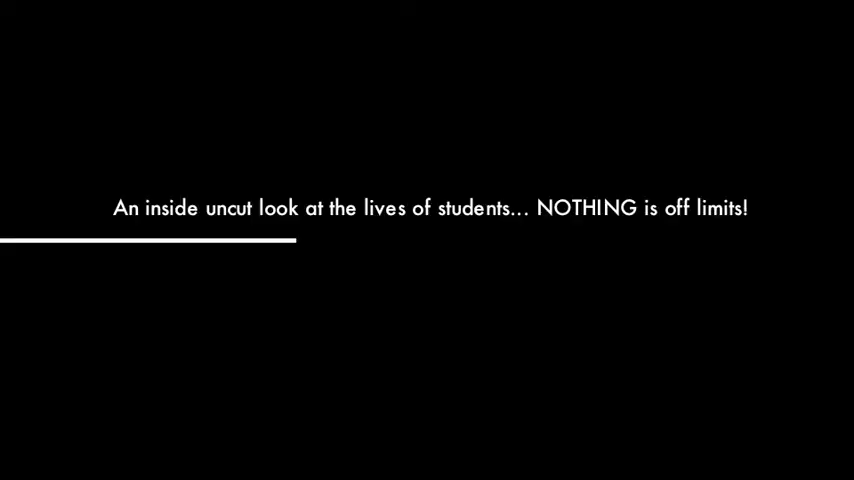 An inside uncut look at the lives of students... NOTHING is off limits!